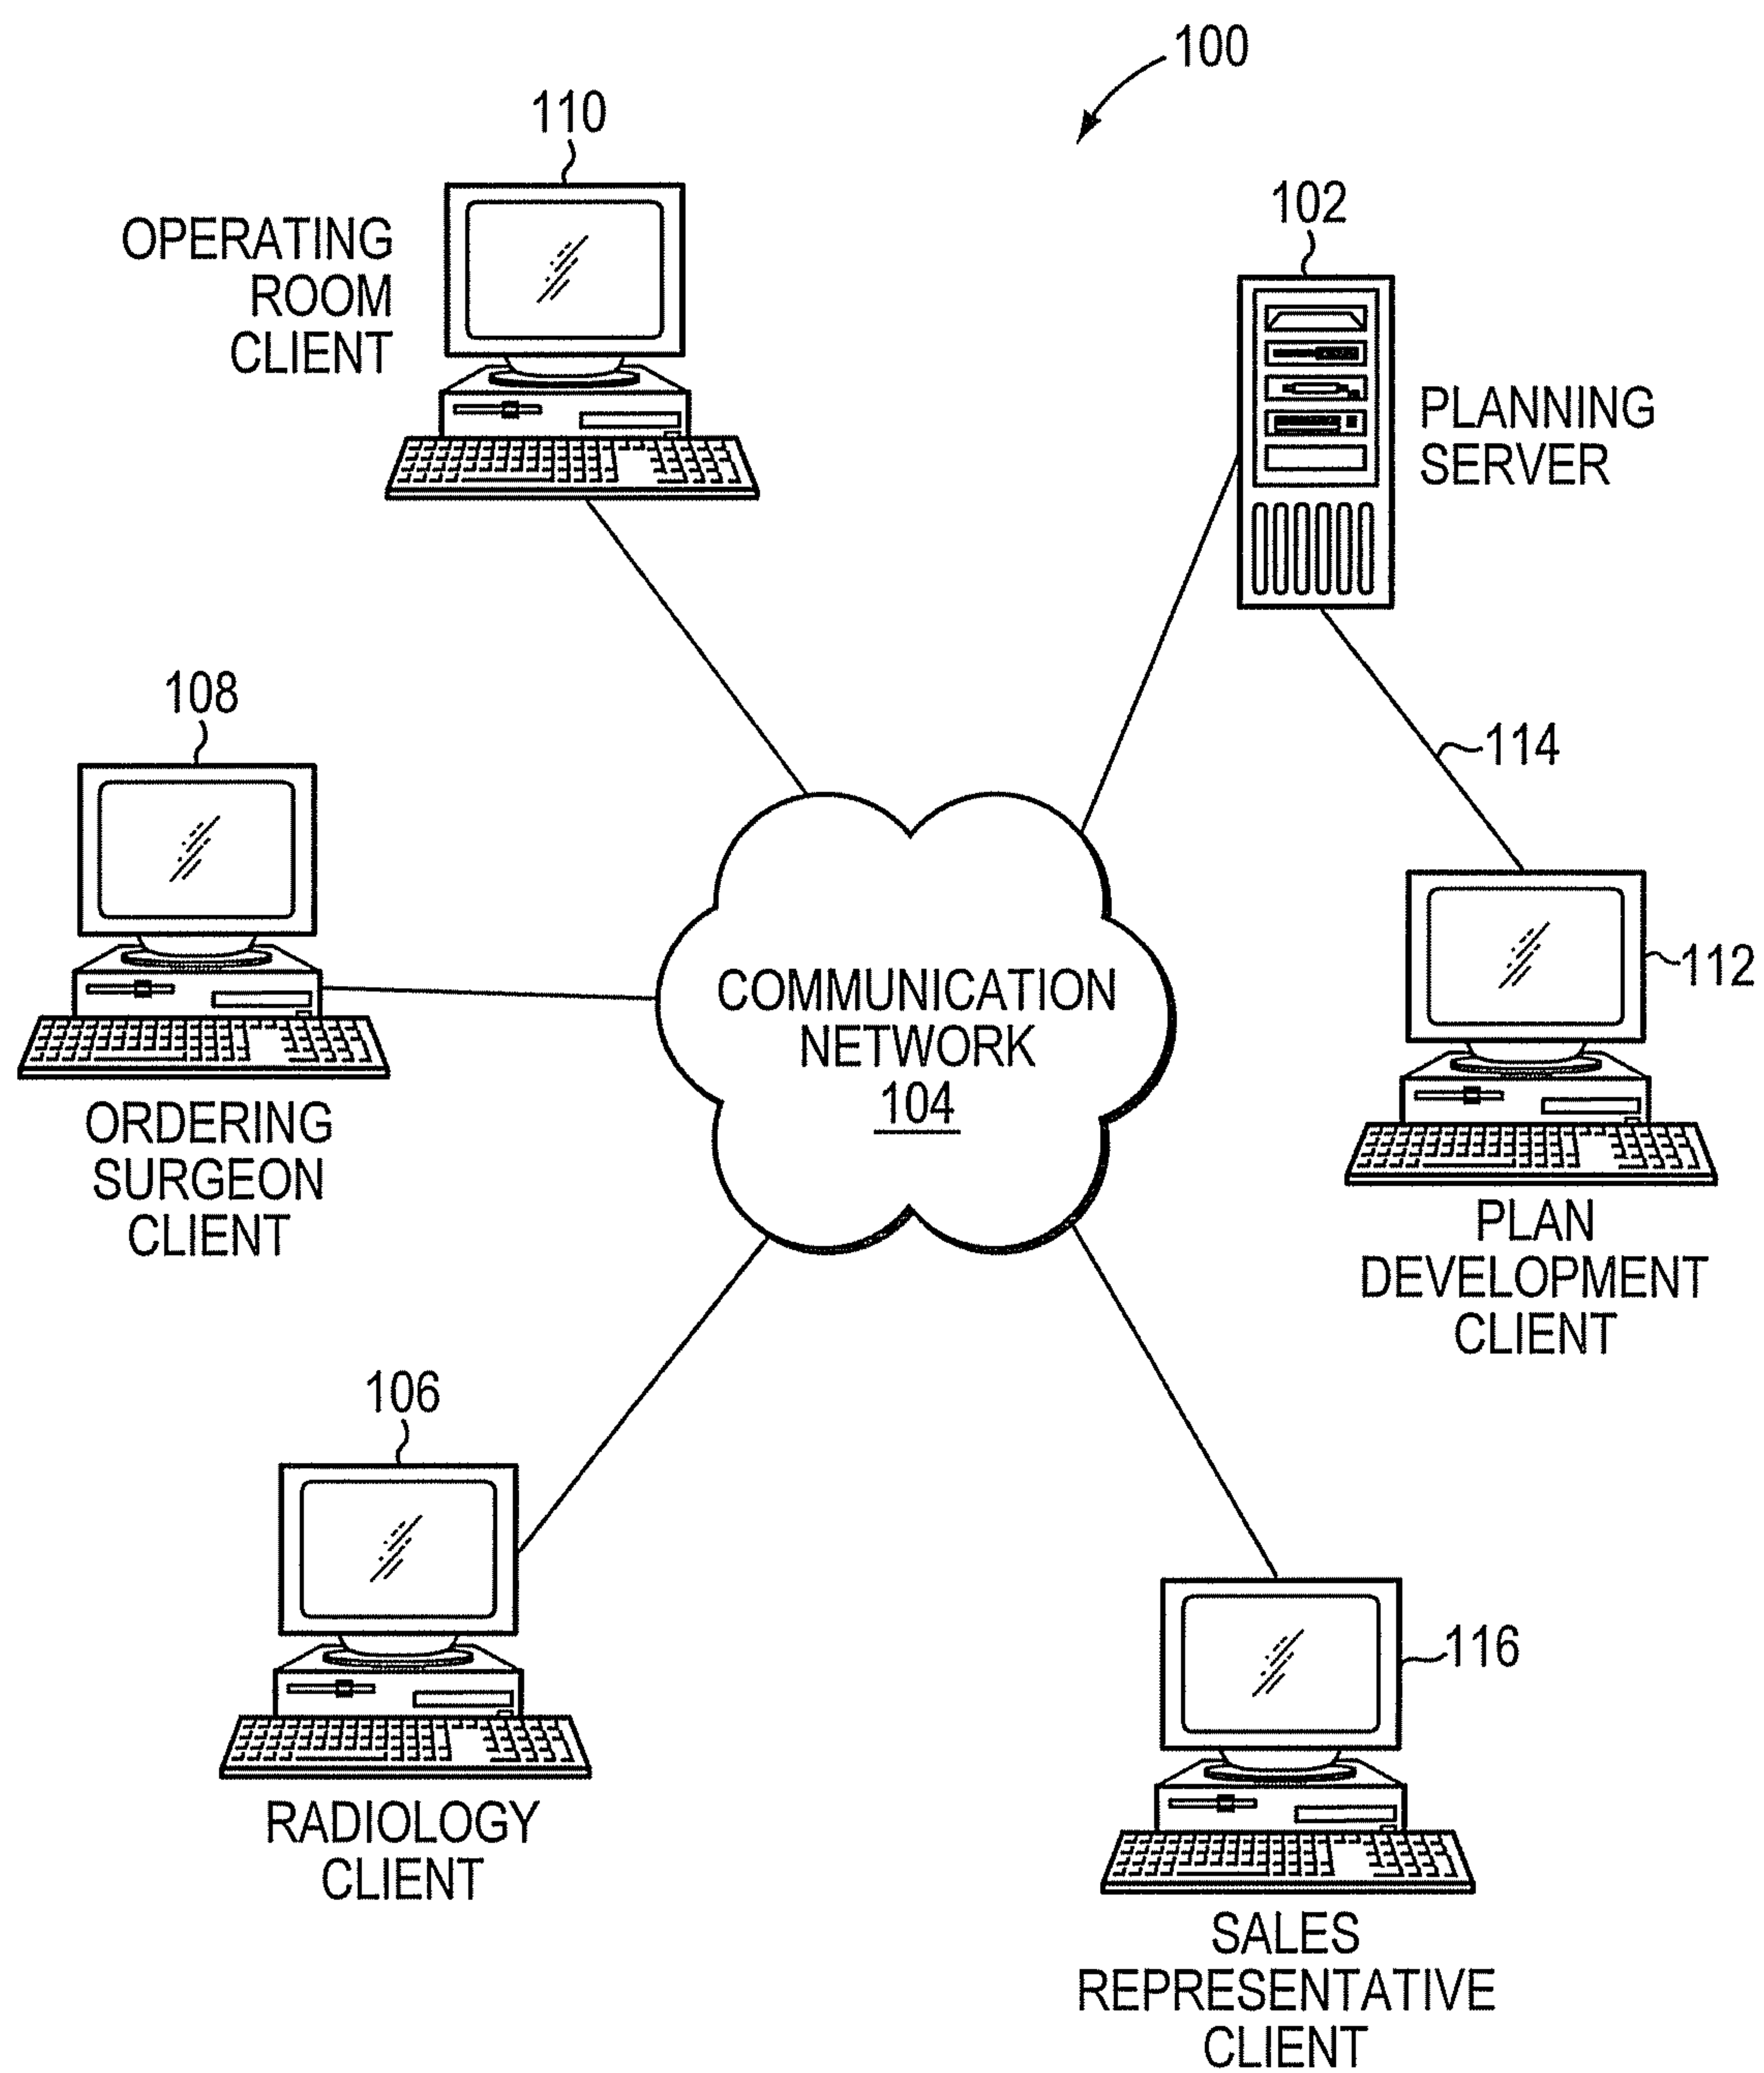 100
110
OPERATING
ROOM
CLIENT
102
PLANNING
SERVER
108
114
ORDERING
SURGEON
CLIENT
COMMUNICATION
NETWORK
104
112
PLAN
DEVELOPMENT
CLIENT
106
RADIOLOGY
CLIENT
116
SALES
REPRESENTATIVE
CLIENT